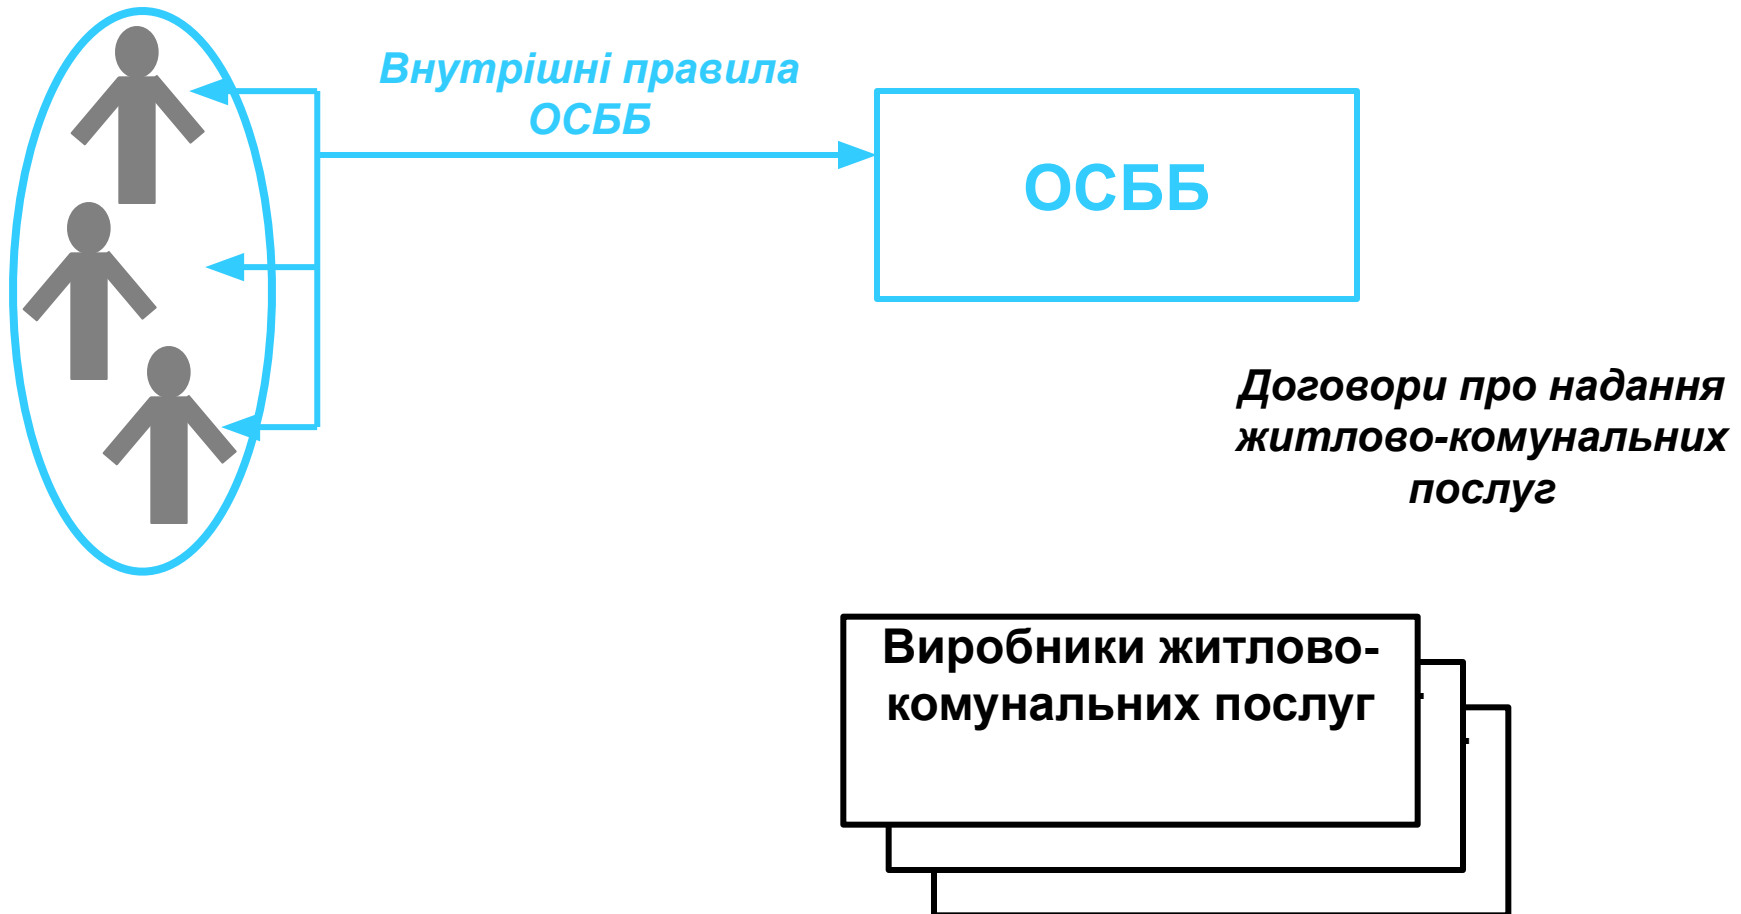 Внутрішні правила
ОСББ
ОСББ
Договори про надання
житлово-комунальних
послуг
Виробники житлово-
комунальних послуг